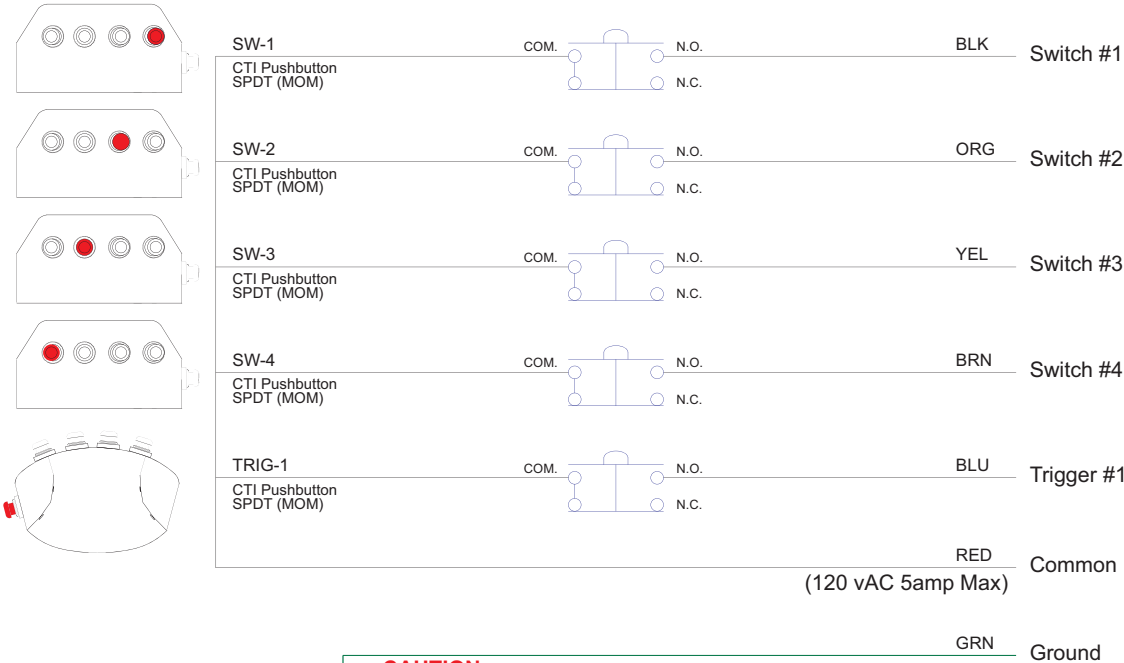 SW-1 COM. N.O. BLK Switch #1
CTI Pushbutton
SPDT (MOM) N.C.
SW-2 COM. N.O. ORG Switch #2
CTI Pushbutton
SPDT (MOM) N.C.
SW-3 COM. N.O. YEL Switch #3
CTI Pushbutton
SPDT (MOM) N.C.
SW-4 COM. N.O. BRN Switch #4
CTI Pushbutton
SPDT (MOM) N.C.
TRIG-1 COM. N.O. BLU Trigger #1
CTI Pushbutton
SPDT (MOM) N.C.
RED Common
(120 vAC 5amp Max)
GRN Ground
CAUTION